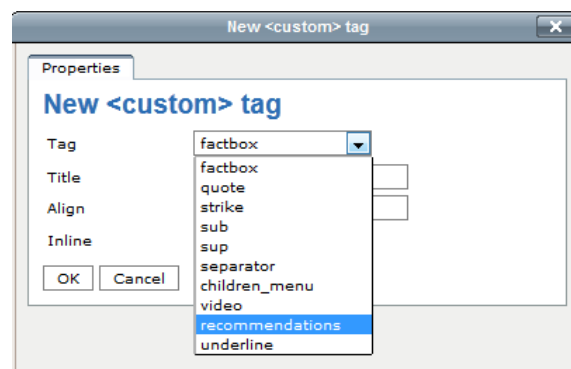 New <custom> tag
Properties
New <custom> tag
Tag factbox
factbox
Title
quote
Align
strike
sub
Inline
sup
separator
OK Cancel
children_menu
video
recommendations
underline